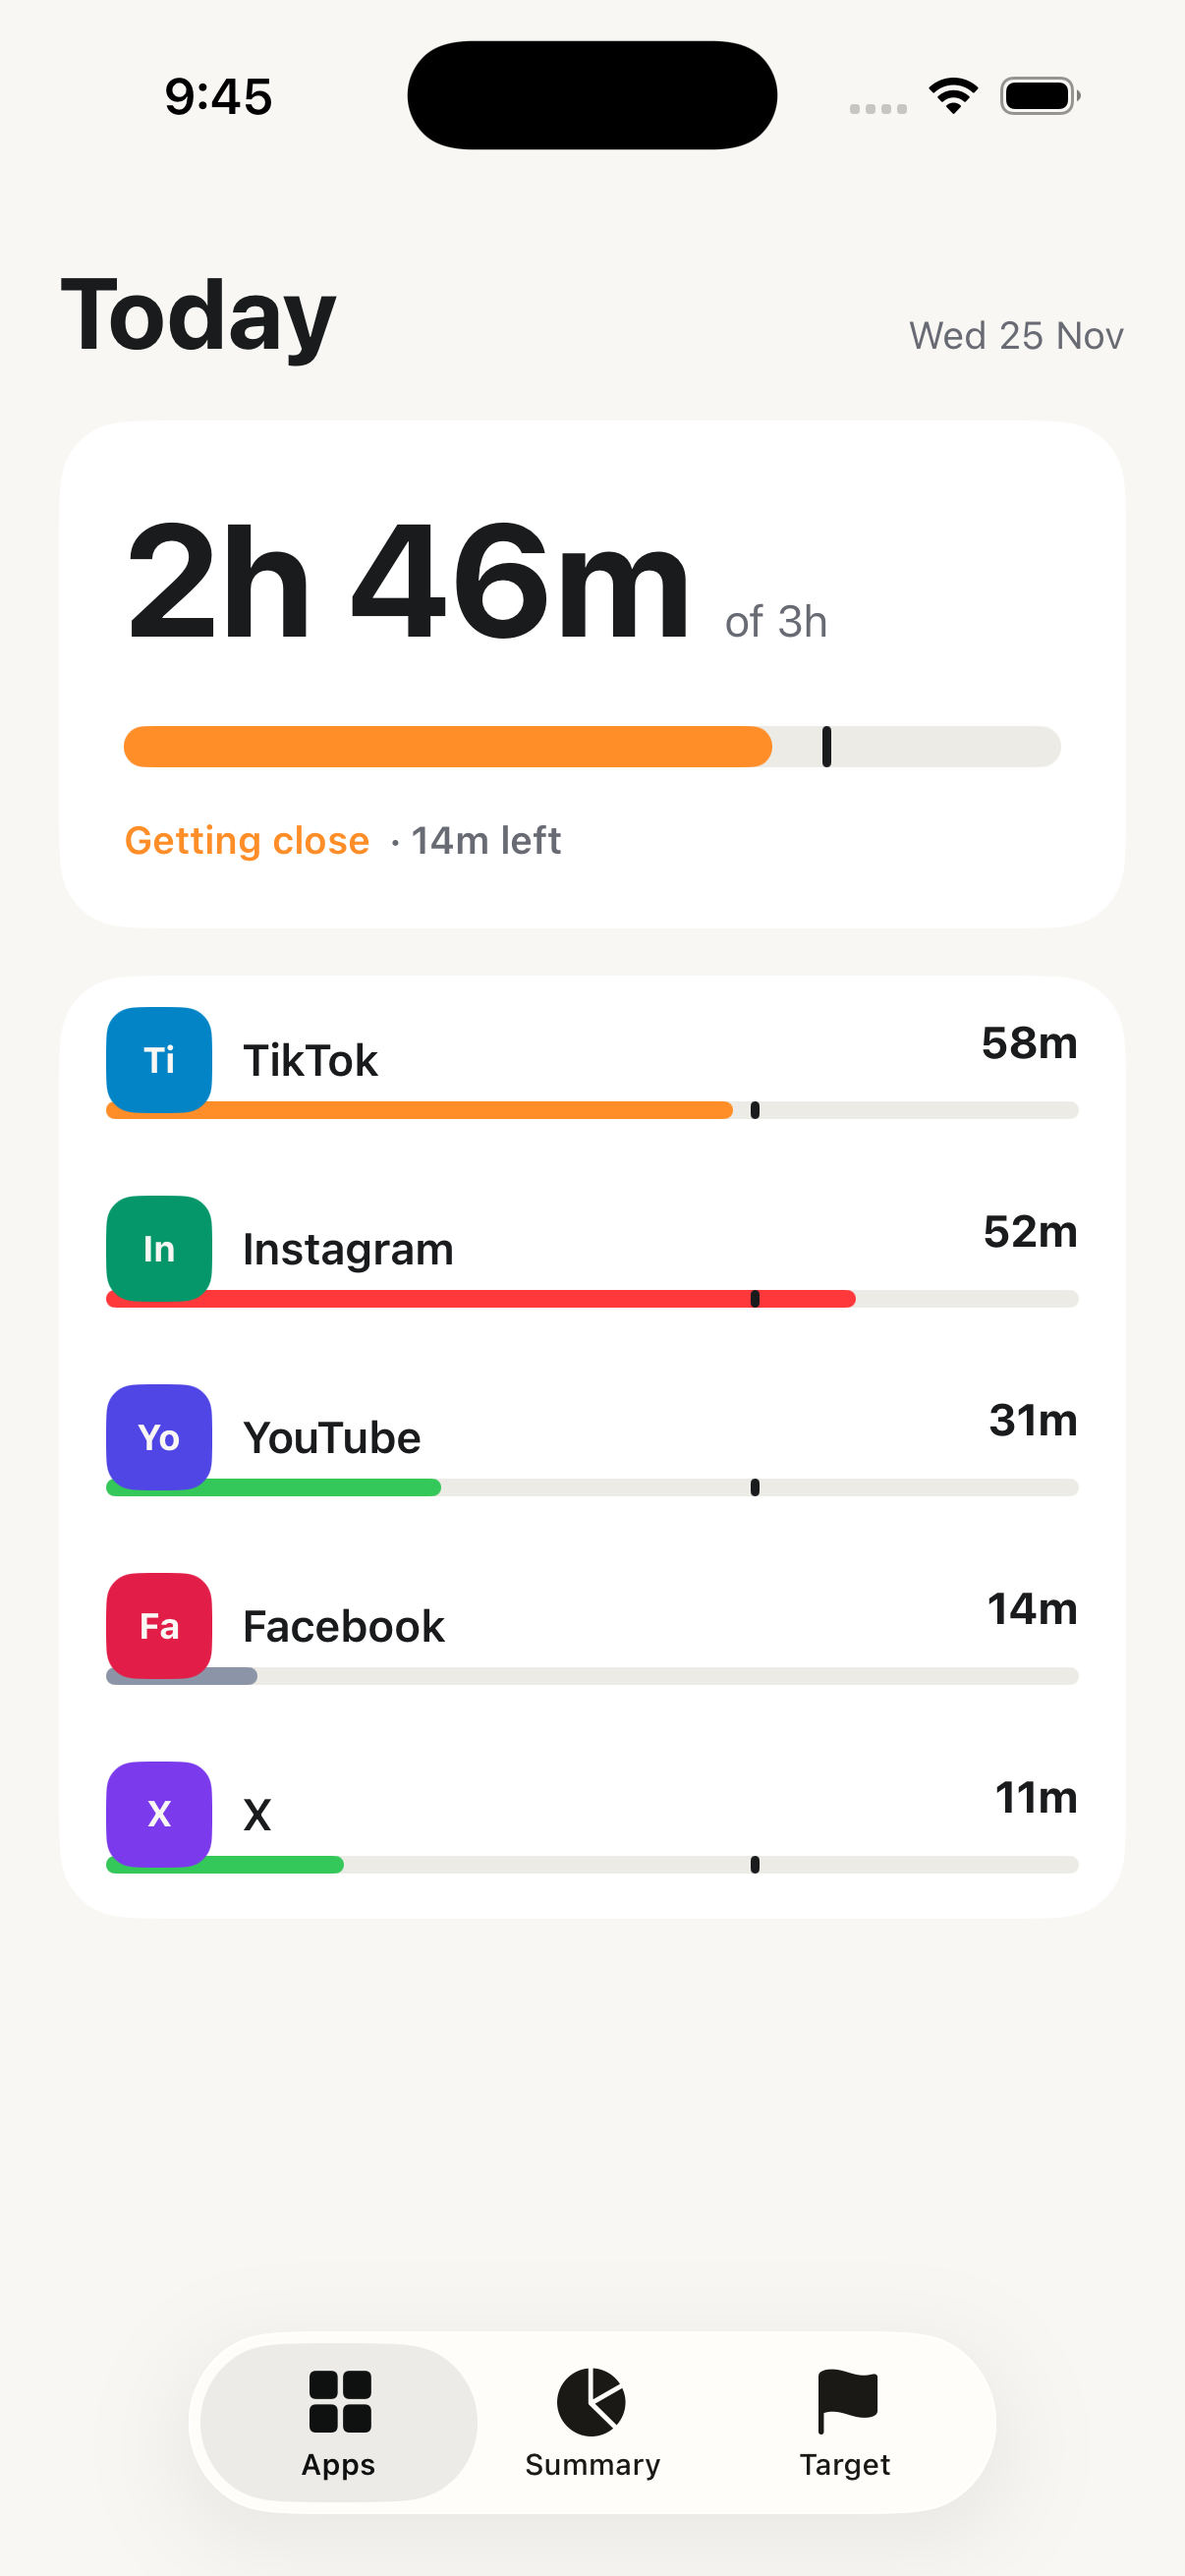 9:45
Today
Wed 25 Nov
2h 46m of 3h
Getting close · 14m left
Ti TikTok 58m
In Instagram 52m
Yo YouTube 31m
Fa Facebook 14m
X X 11m
Apps Summary Target